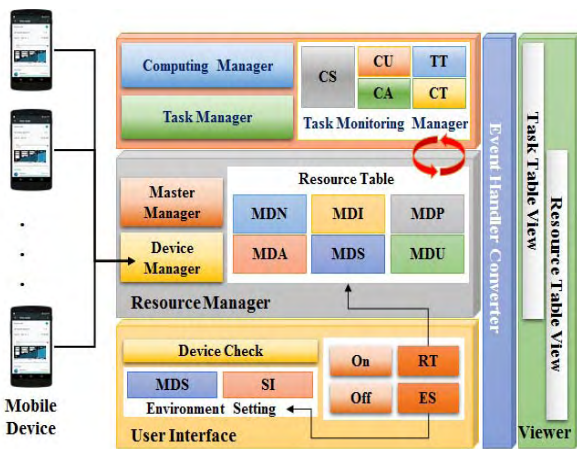 Computing Manager
Task Manager
CS
CU
TT
CA
CT
Task Monitoring Manager
Master
Manager
Device
Manager
Resource Table
MDN
MDI
MDP
MDA
MDS
MDU
Resource Manager
Device Check
MDS
SI
Environment Setting
On
RT
Off
ES
User Interface
Mobile
Device
Event Handler Converter
Task Table View
Resource Table View
Viewer